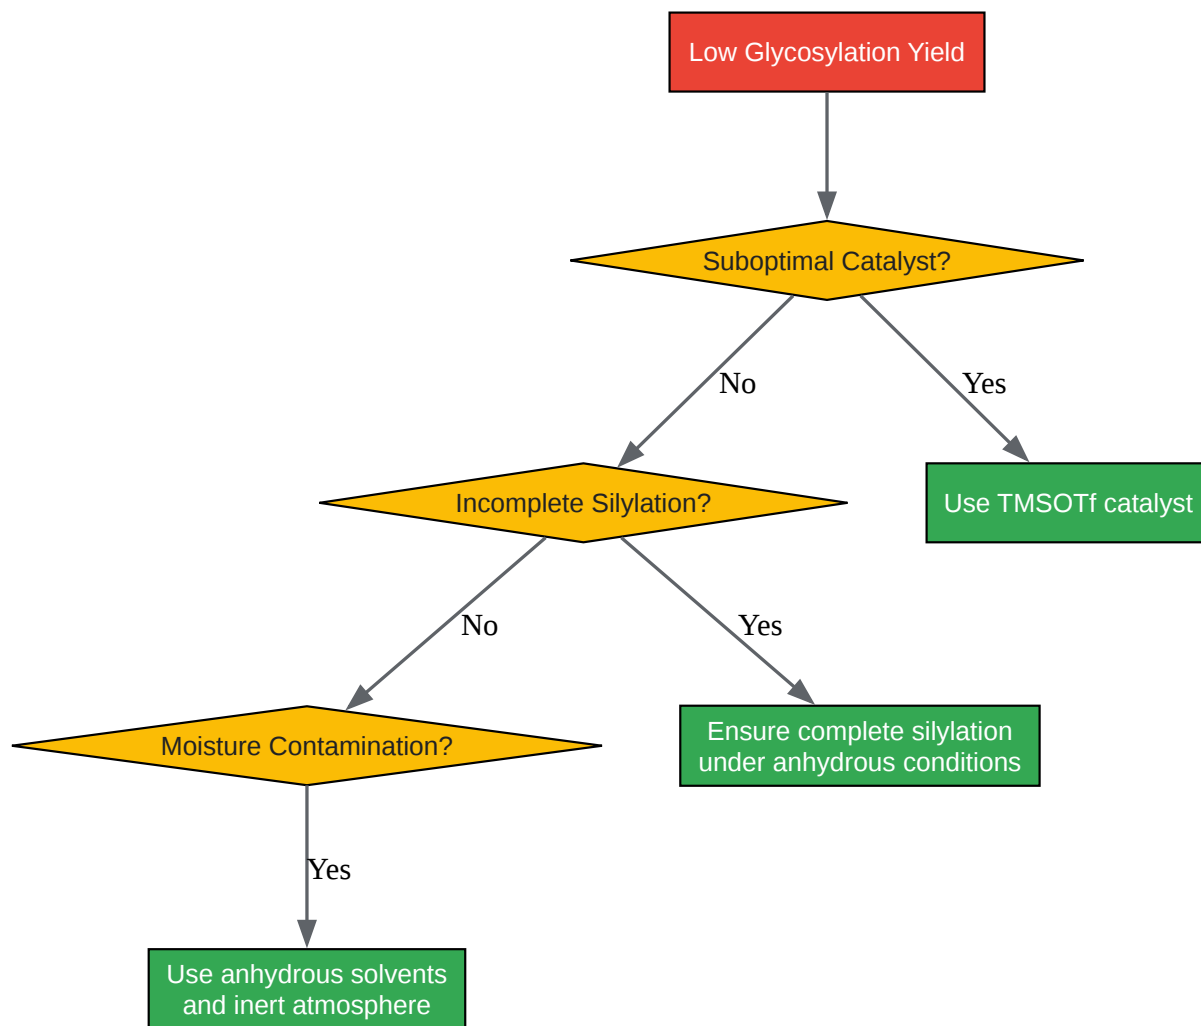 Low Glycosylation Yield
Suboptimal Catalyst?
No
Yes
Incomplete Silylation?
Use TMSOTf catalyst
No
Yes
Moisture Contamination?
Ensure complete silylation
under anhydrous conditions
Yes
Use anhydrous solvents
and inert atmosphere